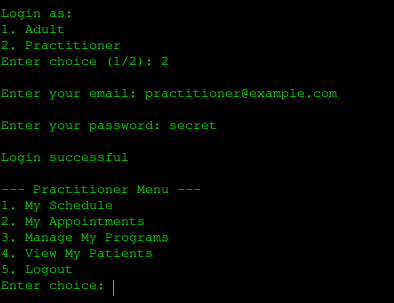 Login as:
1. Adult
2. Practitioner
Enter choice (1/2): 2
Enter your email: practitioner@example.com
Enter your password: secret
Login successful
--- Practitioner Menu ---
1. My Schedule
2. My Appointments
3. Manage My Programs
4. View My Patients
5. Logout
Enter choice: